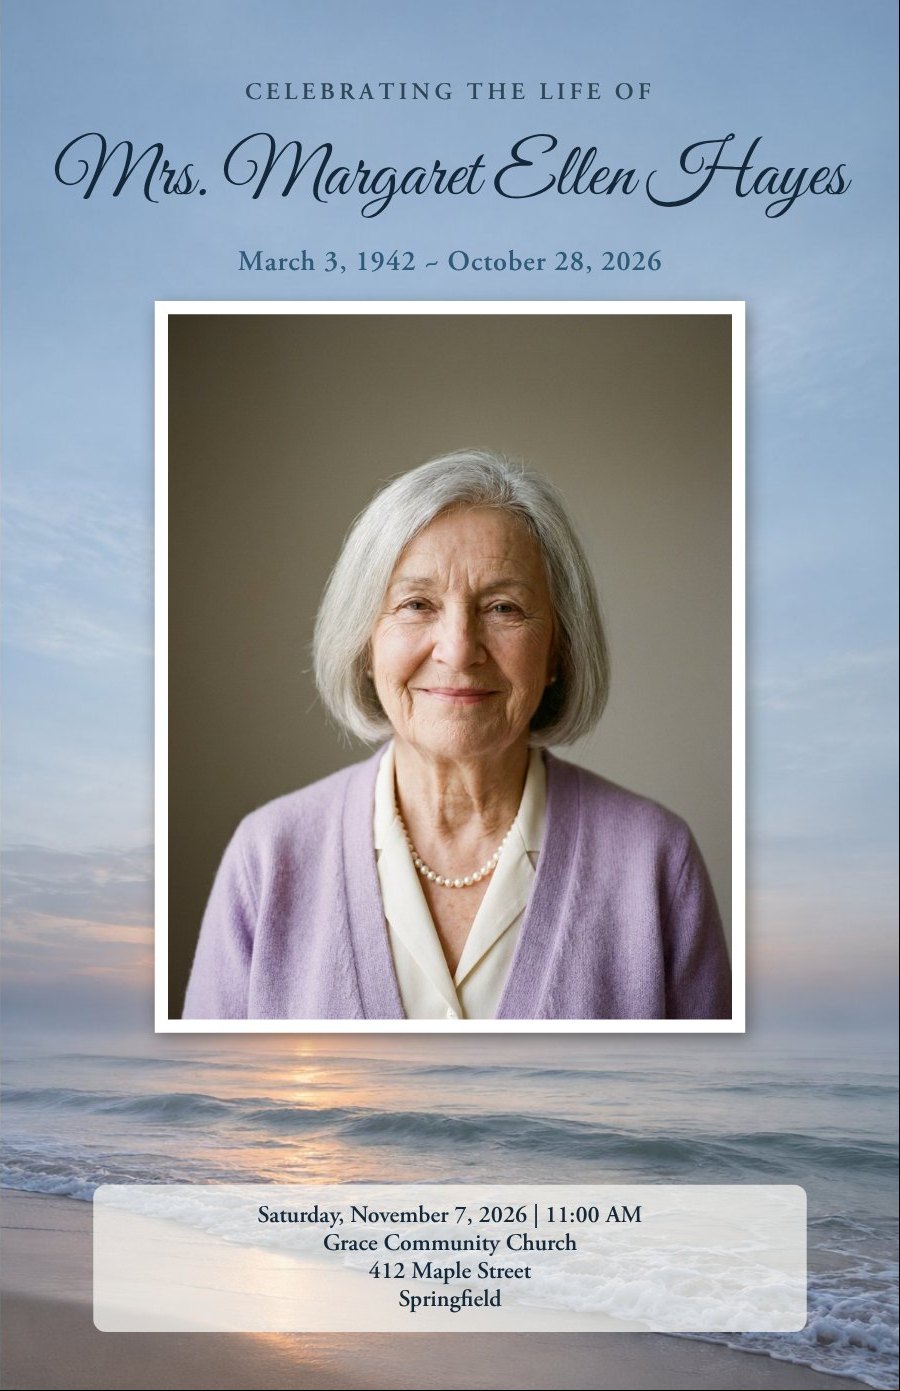 CELEBRATING THE LIFE OF
Mrs. Margaret Ellen Hayes
March 3, 1942 ~ October 28, 2026
Saturday, November 7, 2026 | 11:00 AM
Grace Community Church
412 Maple Street
Springfield